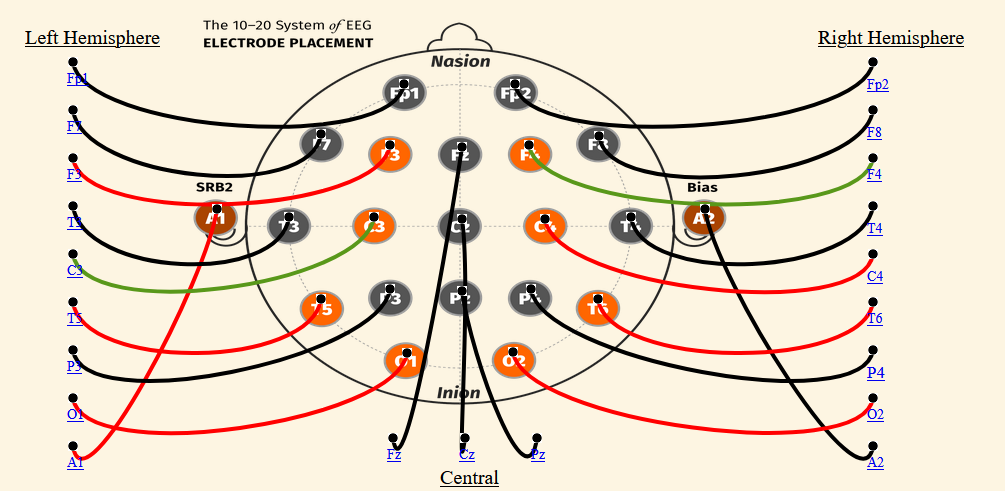 The 10–20 System of EEG
ELECTRODE PLACEMENT
Left Hemisphere
Right Hemisphere
Nasion
Fp1
Fp1
Fp2
Fp2
F7
F7
F8
F8
F3
F3
Fz
F4
F4
SRB2
Bias
T3
A1
T3
C3
Cz
C4
T4
A2
T4
C3
C4
T5
T5
P3
Pz
P4
T6
T6
P3
O1
O2
P4
Inion
O1
O2
A1
Fz
Cz
Pz
A2
Central